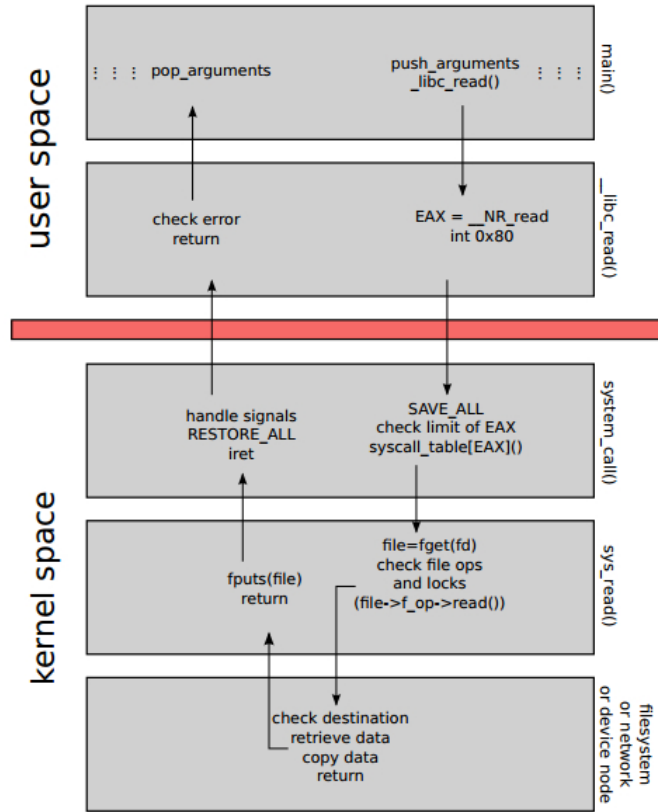 user space
main()
⋮ ⋮ ⋮ pop_arguments
push_arguments
_libc_read() ⋮ ⋮ ⋮
__libc_read()
check error
return
EAX = __NR_read
int 0x80
kernel space
system_call()
handle signals
RESTORE_ALL
iret
SAVE_ALL
check limit of EAX
syscall_table[EAX]()
sys_read()
fputs(file)
return
file=fget(fd)
check file ops
and locks
(file->f_op->read())
filesystem
or network
or device node
check destination
retrieve data
copy data
return